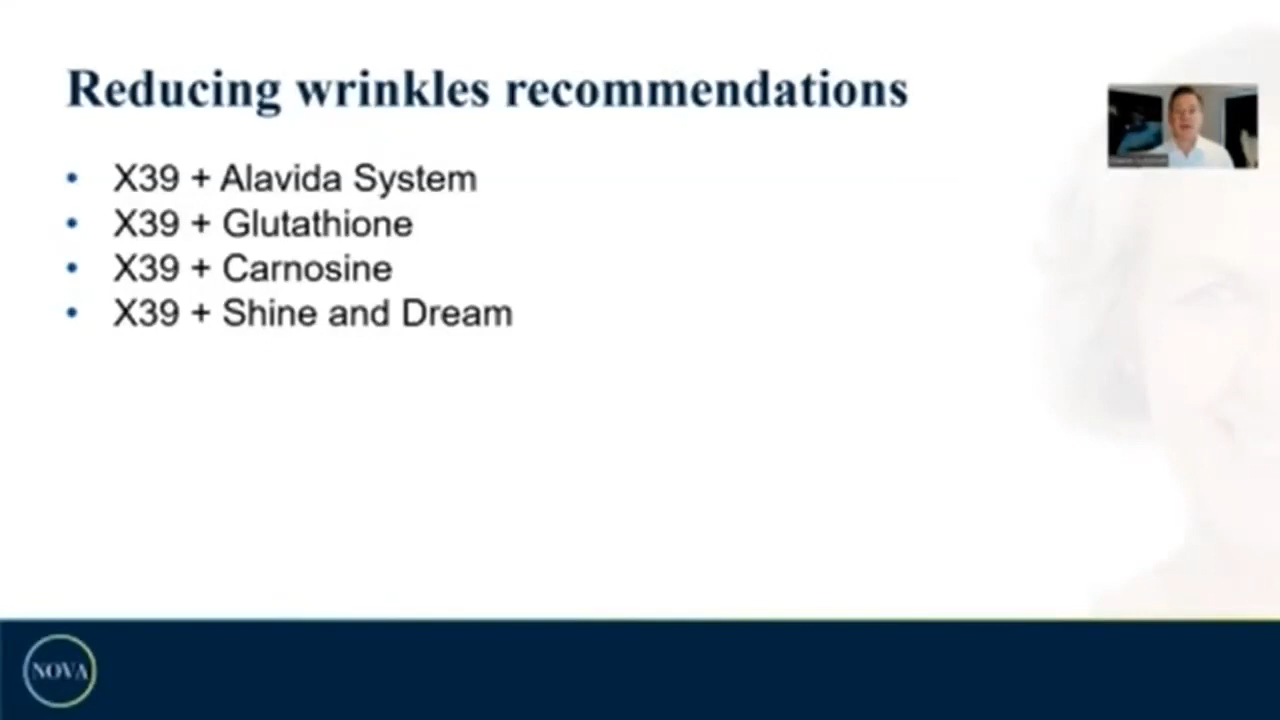 Reducing wrinkles recommendations
• X39 + Alavida System
• X39 + Glutathione
• X39 + Carnosine
• X39 + Shine and Dream
NOVA